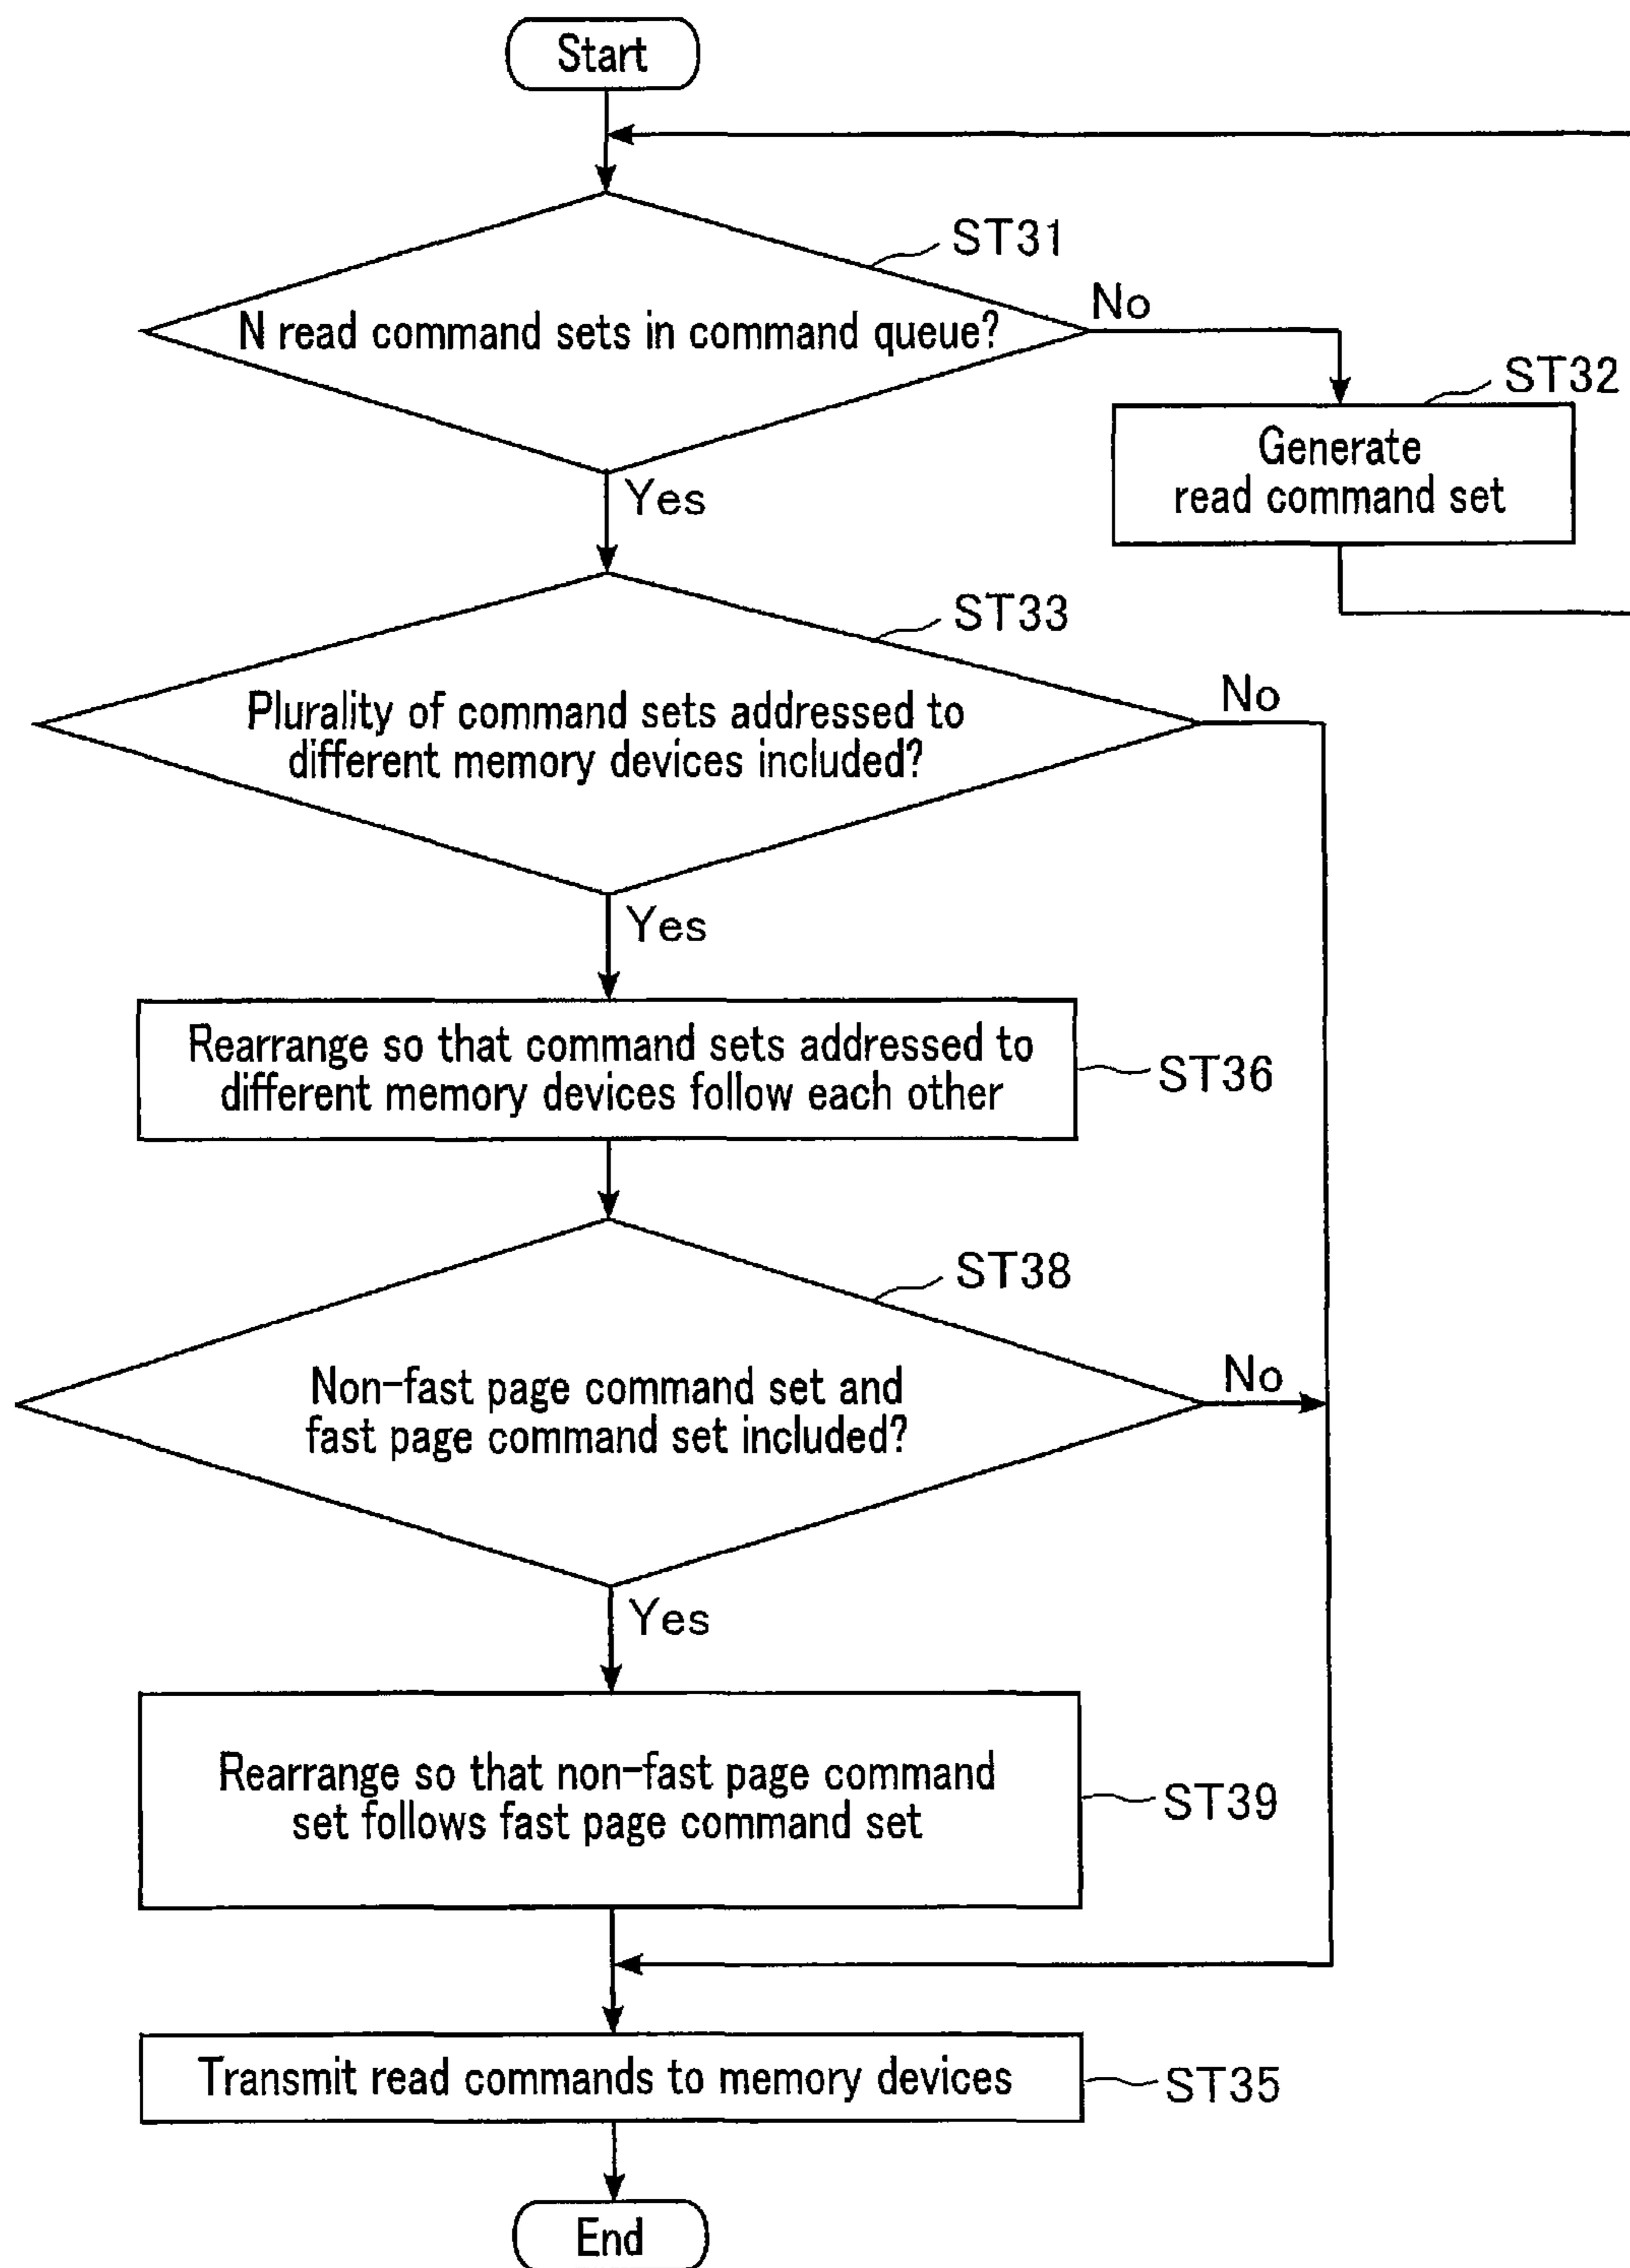 Start
ST31
N read command sets in command queue?
No
ST32
Generate
read command set
Yes
ST33
Plurality of command sets addressed to
different memory devices included?
No
Yes
Rearrange so that command sets addressed to
different memory devices follow each other
ST36
ST38
Non-fast page command set and
fast page command set included?
No
Yes
Rearrange so that non-fast page command
set follows fast page command set
ST39
Transmit read commands to memory devices
ST35
End